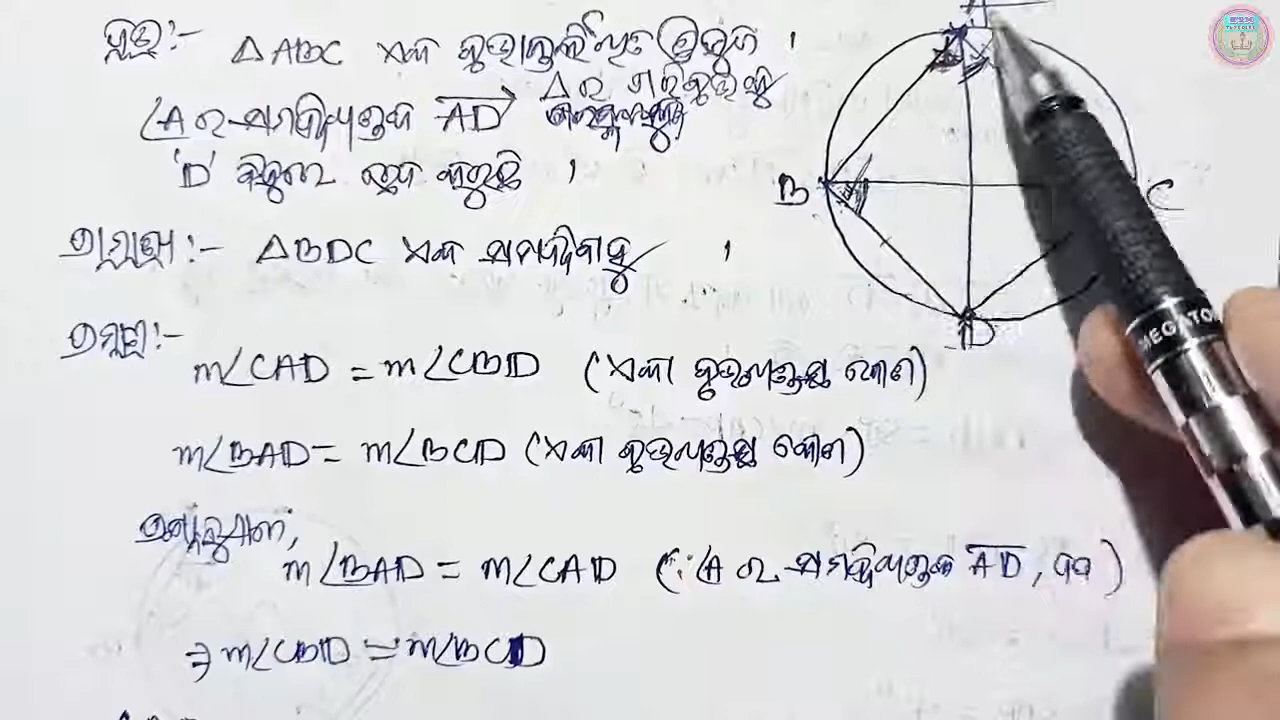 ଦତ୍ତ :- △ABC ଏକ ବୃତ୍ତାନ୍ତର୍ଲିଖିତ ତ୍ରିଭୁଜ ।
∠A ର ସମଦ୍ୱିଖଣ୍ଡକ AD △ ର ପରିବୃତ୍ତକୁ
'D' ବିନ୍ଦୁରେ ଛେଦ କରୁଛି ।
ପ୍ରାମାଣ୍ୟ :- △BDC ଏକ ସମଦ୍ୱିବାହୁ ।
ପ୍ରମାଣ :-
m∠CAD = m∠CBD (ଏକା ବୃତ୍ତଖଣ୍ଡସ୍ଥ କୋଣ)
m∠BAD = m∠BCD (ଏକା ବୃତ୍ତଖଣ୍ଡସ୍ଥ କୋଣ)
m∠BAD = m∠CAD (∵ ∠A ର ସମଦ୍ୱିଖଣ୍ଡକ AD, ଦତ୍ତ)
⇒ m∠CBD = m∠BCD
A
B
C
D
MEGATO